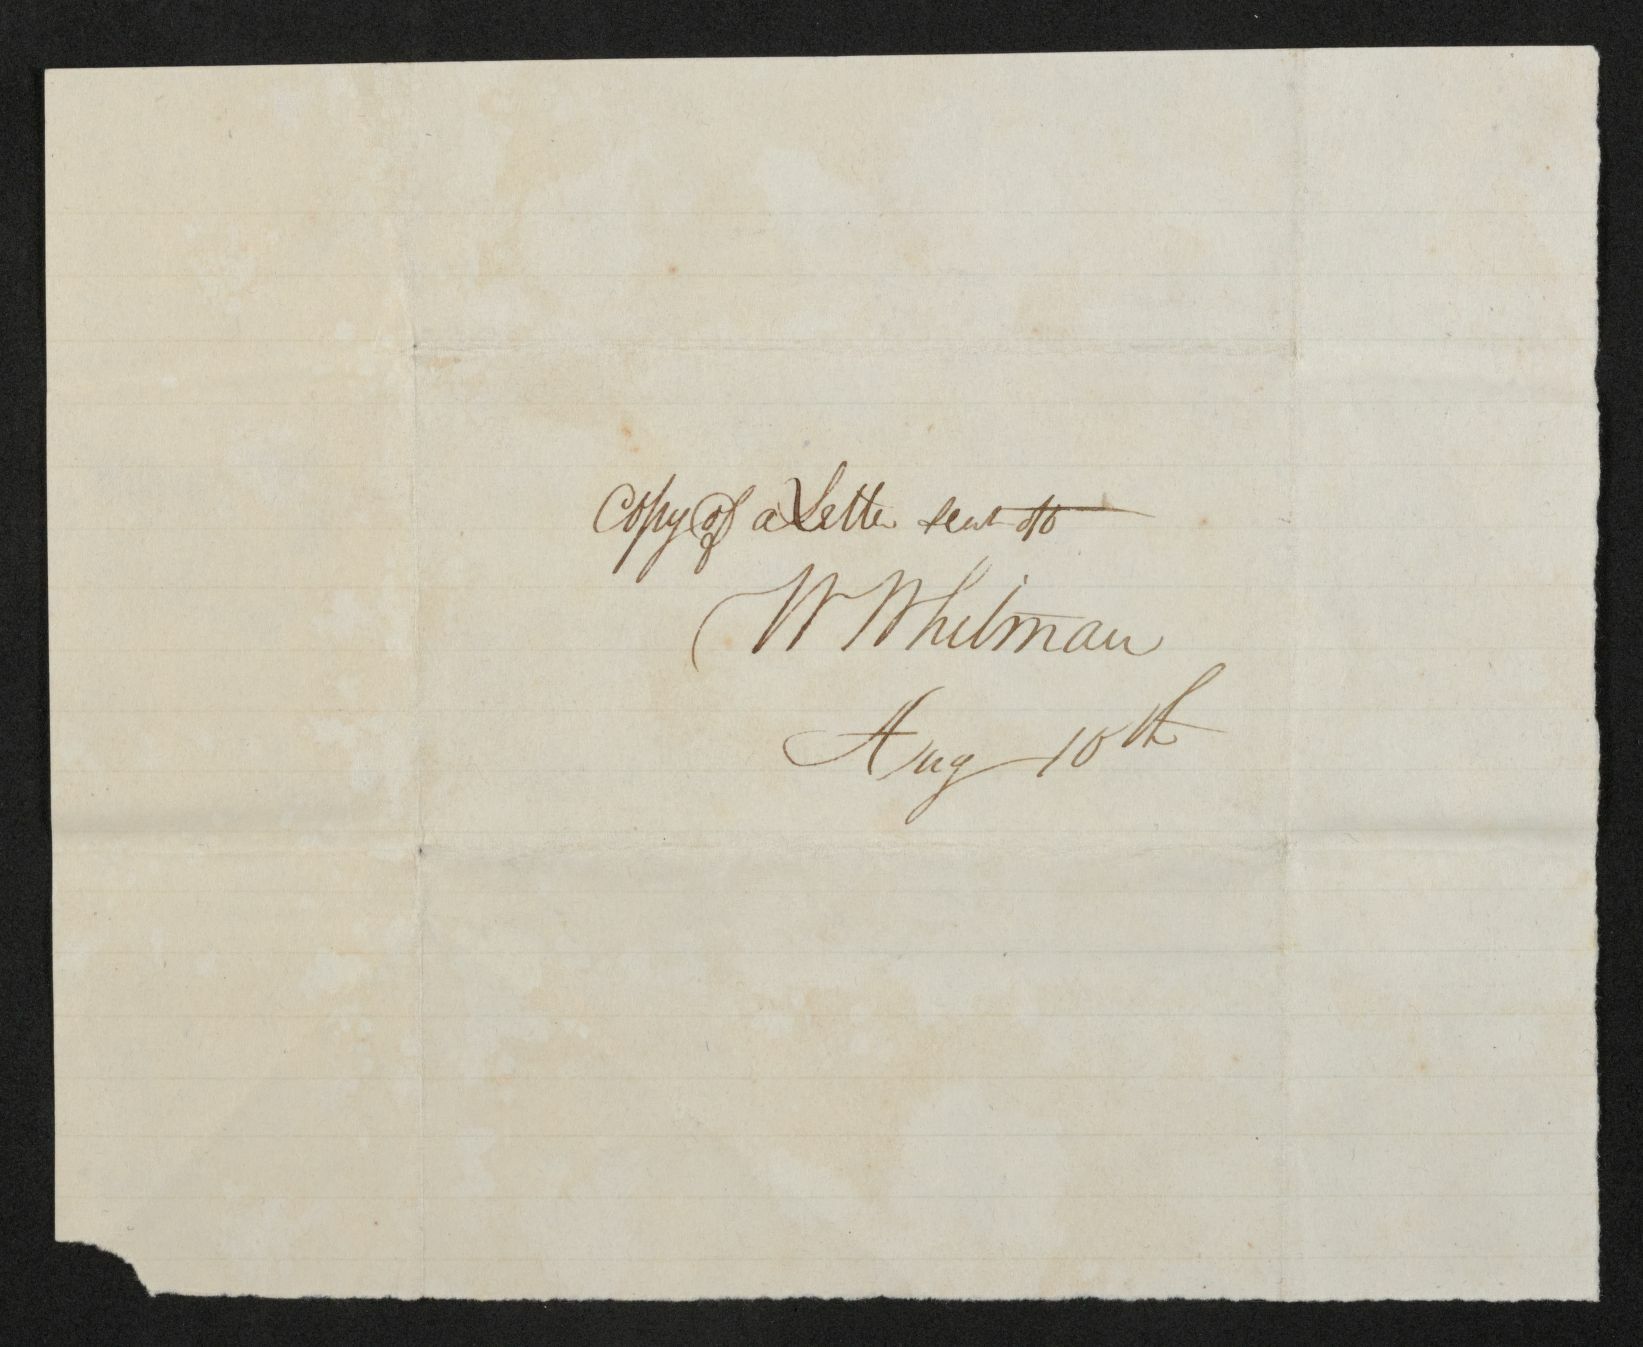 Copy of a Letter sent to
W Whitman
Aug 10th